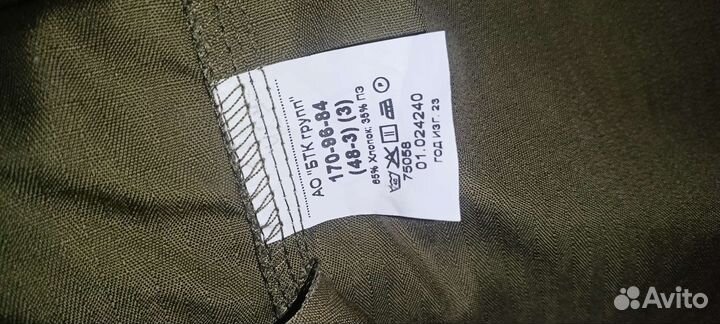 АО "БТК групп"
170-96-84
(48-3) (3)
65% Хлопок; 35% ПЭ
75058
01.024240
год изг. 23
Avito